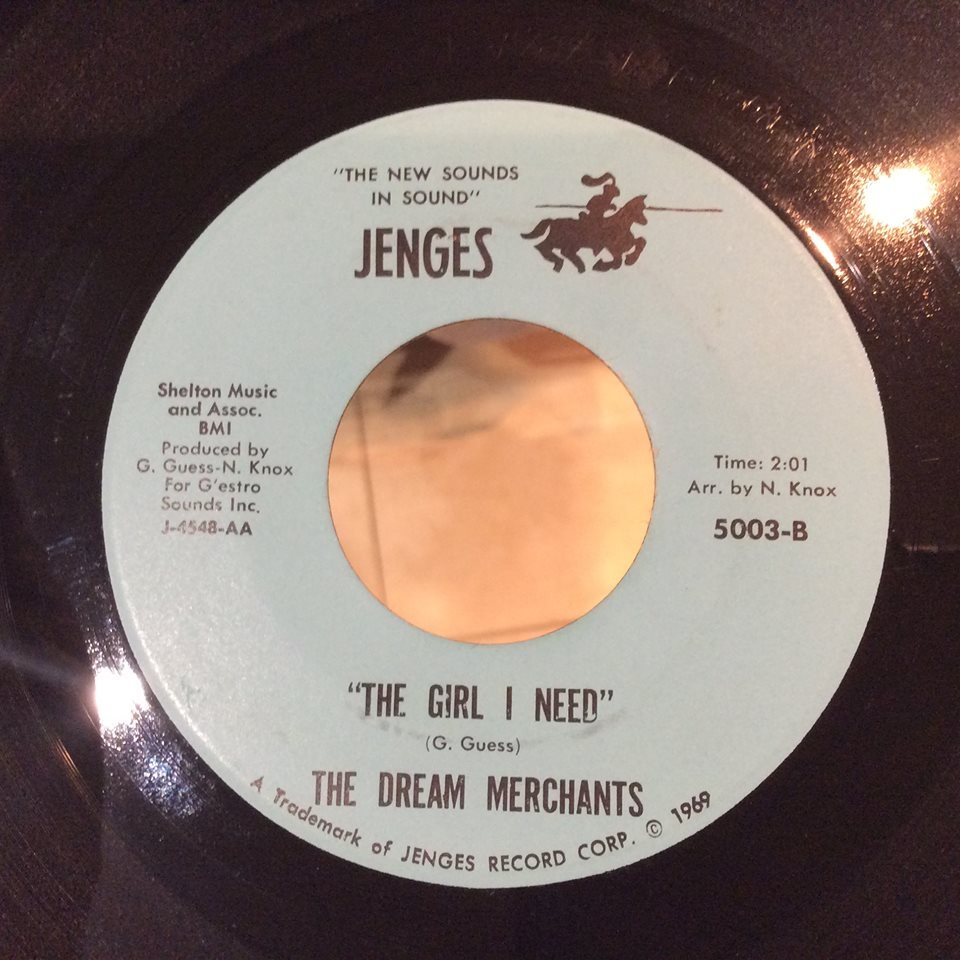 "THE NEW SOUNDS
IN SOUND"
JENGES
Shelton Music
and Assoc.
BMI
Produced by
G. Guess-N. Knox
For G'estro
Sounds Inc.
J-4548-AA
Time: 2:01
Arr. by N. Knox
5003-B
"THE GIRL I NEED"
(G. Guess)
THE DREAM MERCHANTS
A Trademark of JENGES RECORD CORP. © 1969